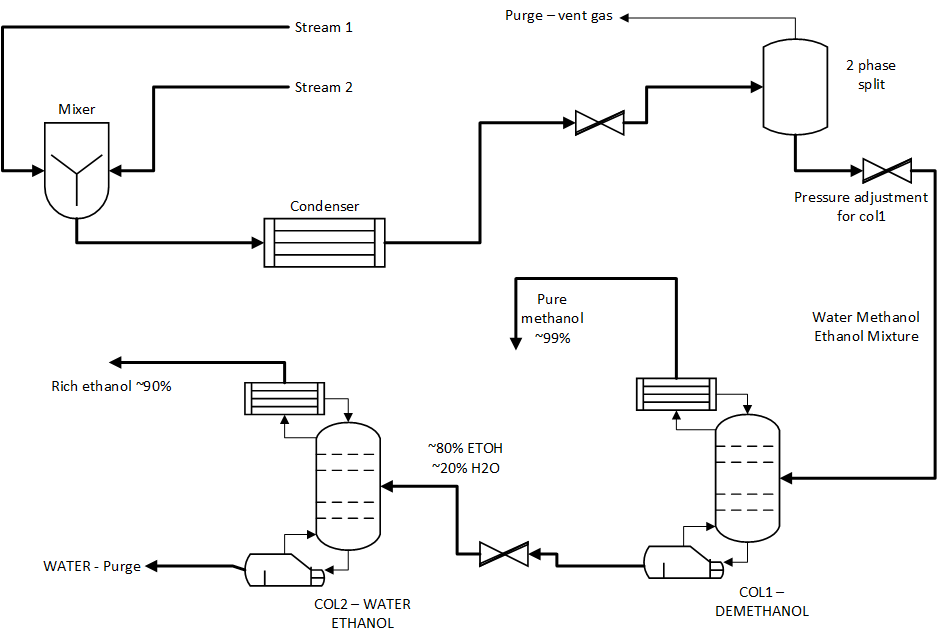 Purge – vent gas
Stream 1
2 phase
split
Stream 2
Mixer
Pressure adjustment
for col1
Condenser
Pure
methanol
~99%
Water Methanol
Ethanol Mixture
Rich ethanol ~90%
~80% ETOH
~20% H2O
WATER - Purge
COL1 –
DEMETHANOL
COL2 – WATER
ETHANOL